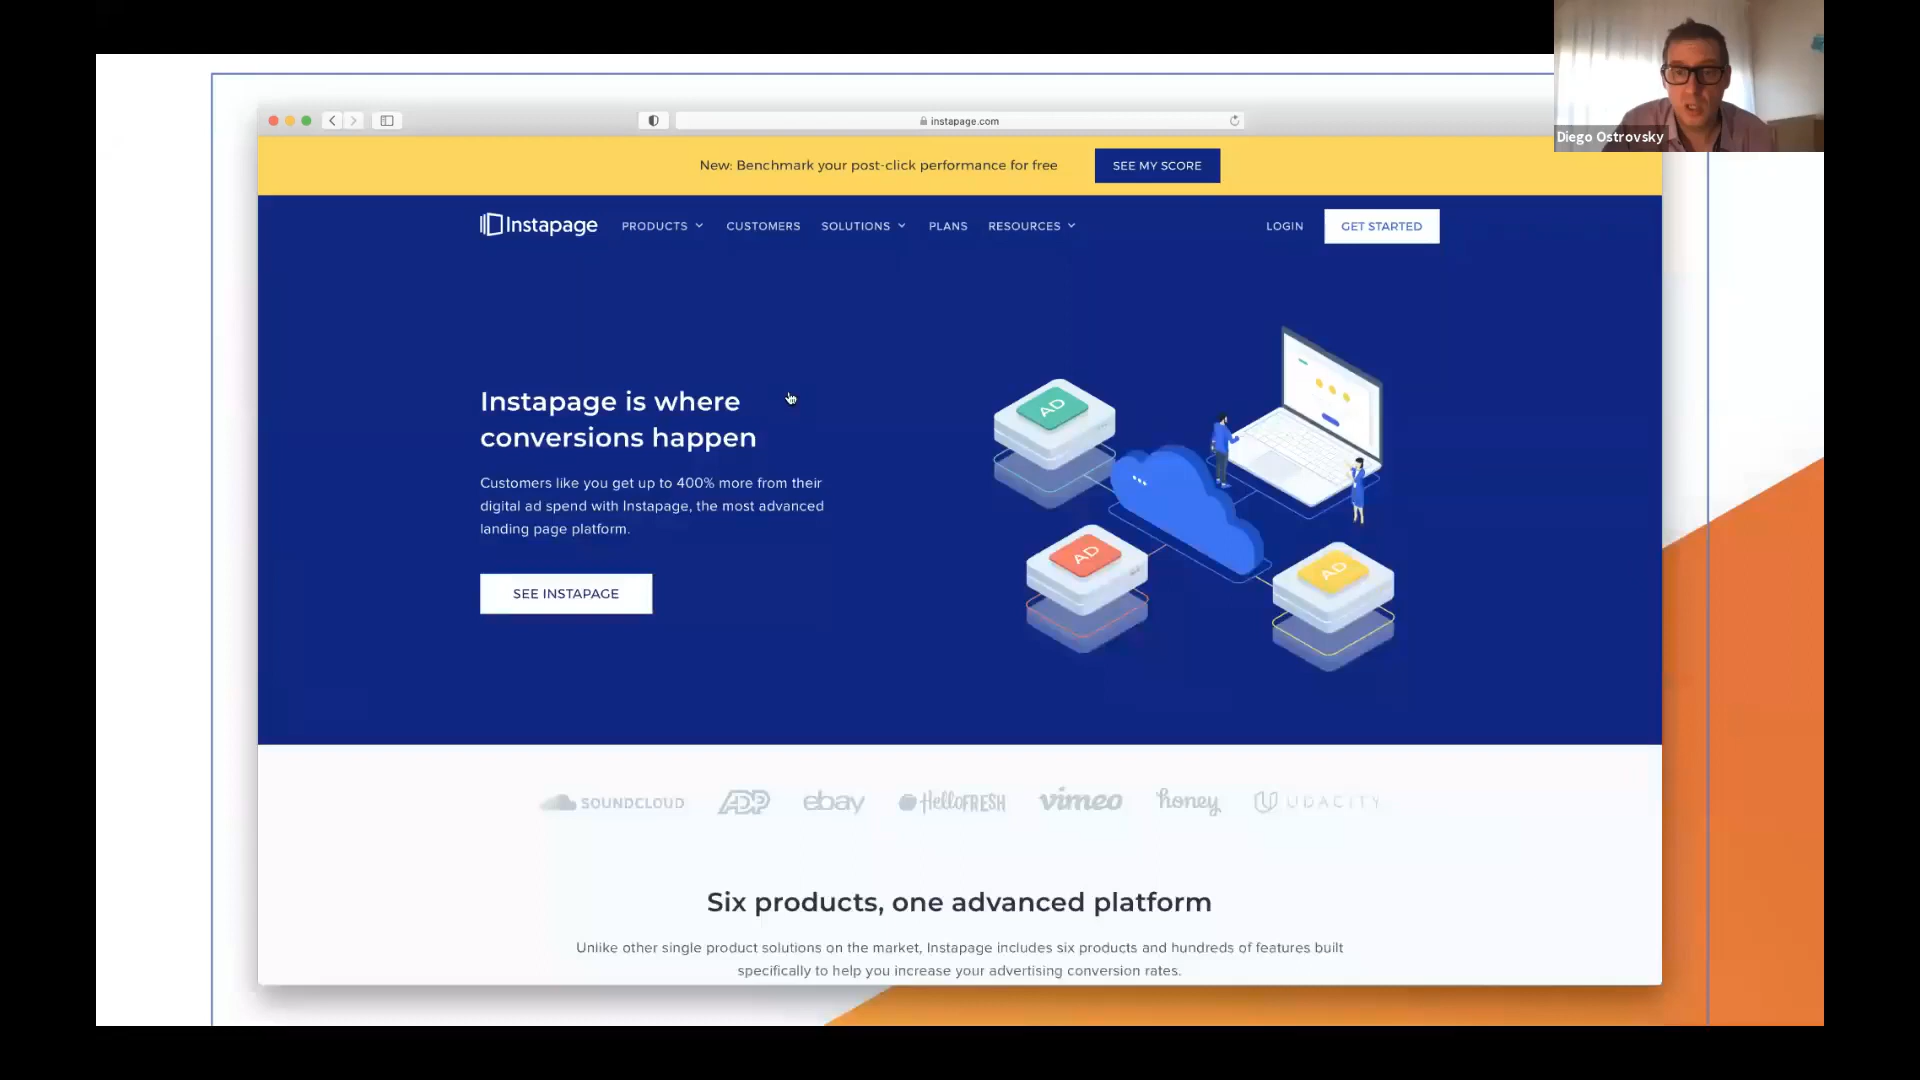 instapage.com
Diego Ostrovsky
New: Benchmark your post-click performance for free
SEE MY SCORE
Instapage
PRODUCTS
CUSTOMERS
SOLUTIONS
PLANS
RESOURCES
LOGIN
GET STARTED
Instapage is where
conversions happen
Customers like you get up to 400% more from their
digital ad spend with Instapage, the most advanced
landing page platform.
SEE INSTAPAGE
AD
AD
AD
SOUNDCLOUD
ADP
ebay
HelloFRESH
vimeo
honey
UDACITY
Six products, one advanced platform
Unlike other single product solutions on the market, Instapage includes six products and hundreds of features built
specifically to help you increase your advertising conversion rates.